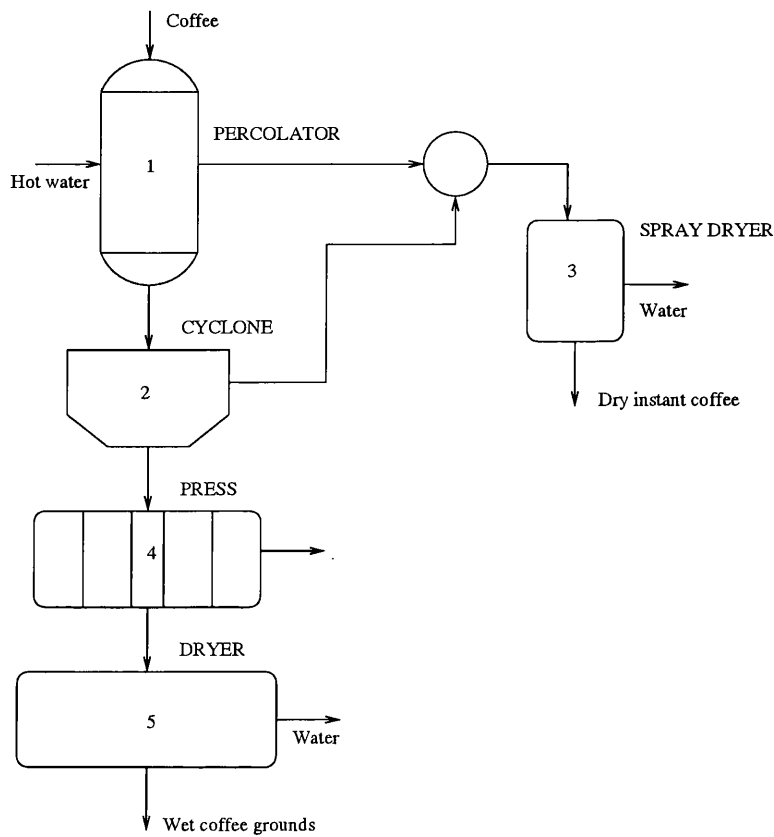 Coffee
PERCOLATOR
1
Hot water
SPRAY DRYER
3
Water
CYCLONE
2
Dry instant coffee
PRESS
4
DRYER
5
Water
Wet coffee grounds